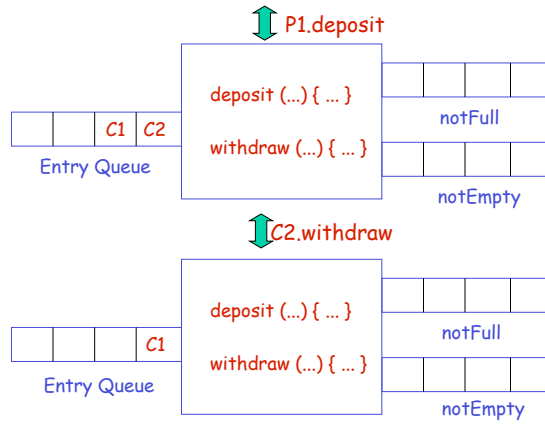 P1.deposit
deposit (...) { ... }
C1 C2
notFull
withdraw (...) { ... }
Entry Queue
notEmpty
C2.withdraw
deposit (...) { ... }
notFull
C1
withdraw (...) { ... }
Entry Queue
notEmpty